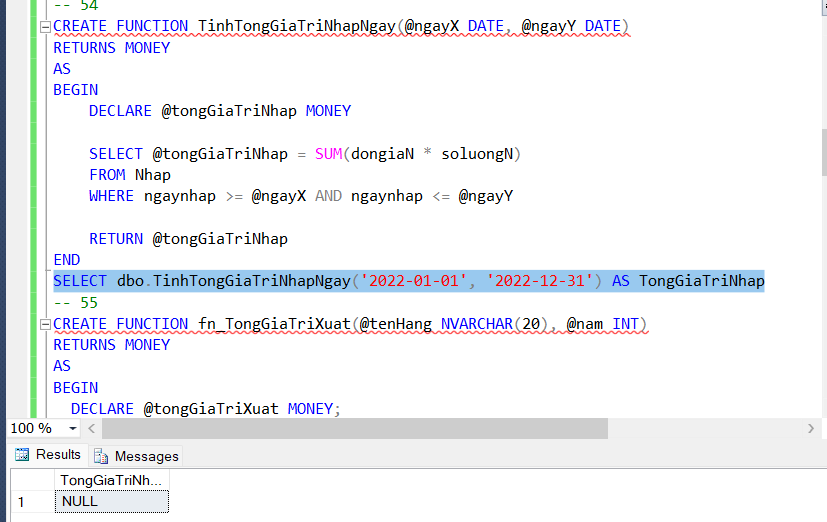 -- 54
CREATE FUNCTION TinhTongGiaTriNhapNgay(@ngayX DATE, @ngayY DATE)
RETURNS MONEY
AS
BEGIN
DECLARE @tongGiaTriNhap MONEY
SELECT @tongGiaTriNhap = SUM(dongiaN * soluongN)
FROM Nhap
WHERE ngaynhap >= @ngayX AND ngaynhap <= @ngayY
RETURN @tongGiaTriNhap
END
SELECT dbo.TinhTongGiaTriNhapNgay('2022-01-01', '2022-12-31') AS TongGiaTriNhap
-- 55
CREATE FUNCTION fn_TongGiaTriXuat(@tenHang NVARCHAR(20), @nam INT)
RETURNS MONEY
AS
BEGIN
DECLARE @tongGiaTriXuat MONEY;
100 %
Results Messages
TongGiaTriNh...
1 NULL